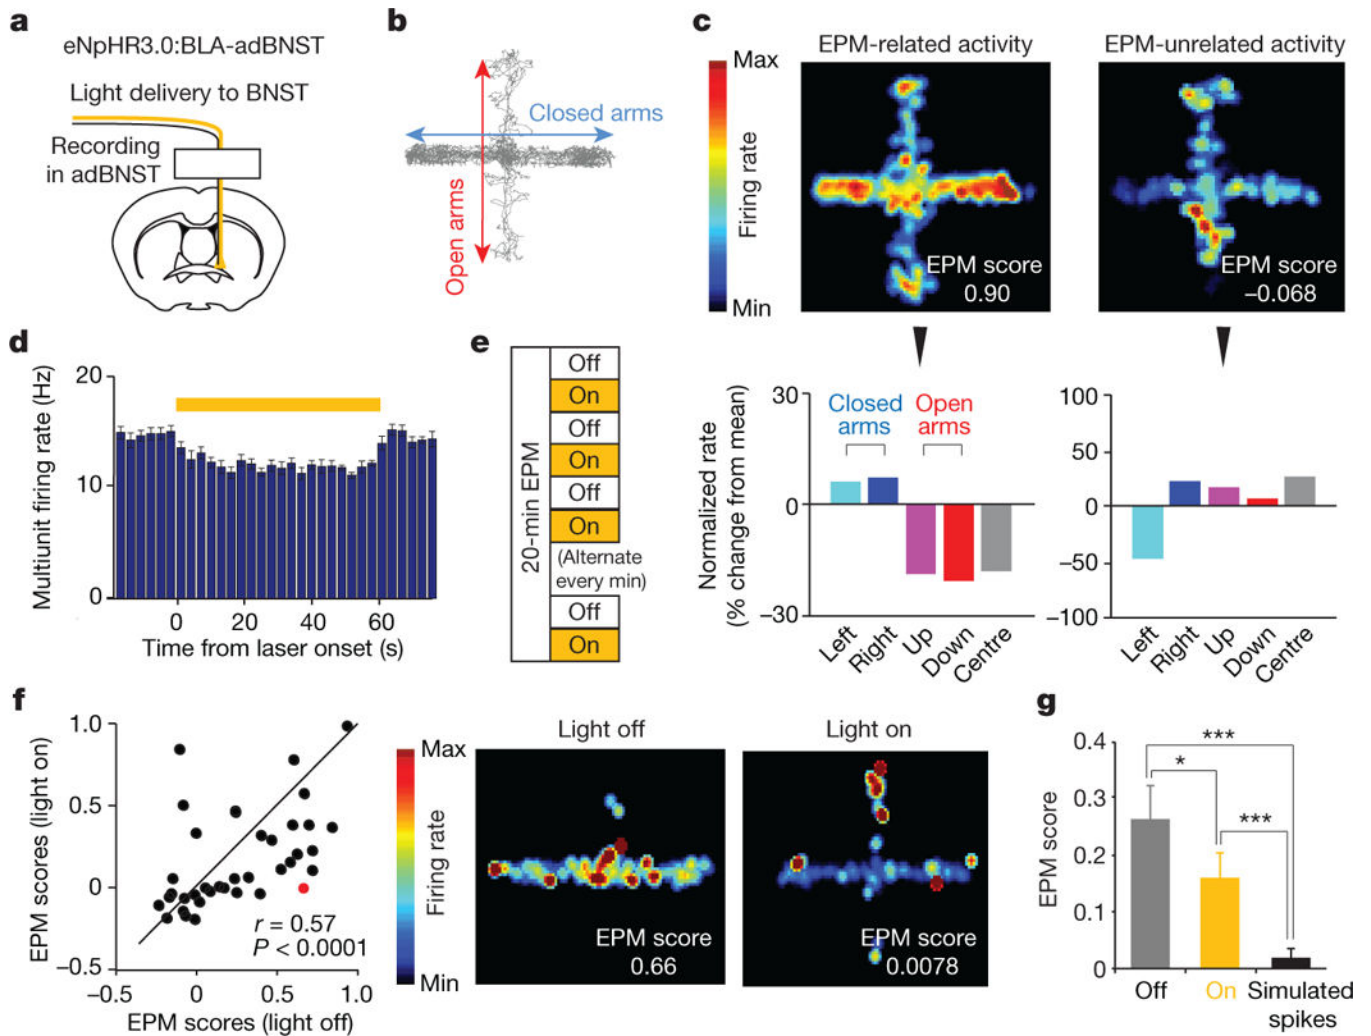 a
eNpHR3.0:BLA-adBNST
Light delivery to BNST
Recording
in adBNST
b
Closed arms
Open arms
c
EPM-related activity
EPM-unrelated activity
Max
Firing rate
Min
EPM score
0.90
EPM score
–0.068
Normalized rate
(% change from mean)
30
0
–30
Closed
arms
Open
arms
Left
Right
Up
Down
Centre
100
50
0
–50
–100
Left
Right
Up
Down
Centre
d
Multiunit firing rate (Hz)
20
10
0
0
20
40
60
Time from laser onset (s)
e
20-min EPM
Off
On
Off
On
Off
On
(Alternate
every min)
Off
On
f
EPM scores (light on)
1.0
0.5
0
–0.5
–0.5
0
0.5
1.0
EPM scores (light off)
r = 0.57
P < 0.0001
Max
Firing rate
Min
Light off
EPM score
0.66
Light on
EPM score
0.0078
g
EPM score
0.4
0.3
0.2
0.1
0
***
*
***
Off
On
Simulated
spikes